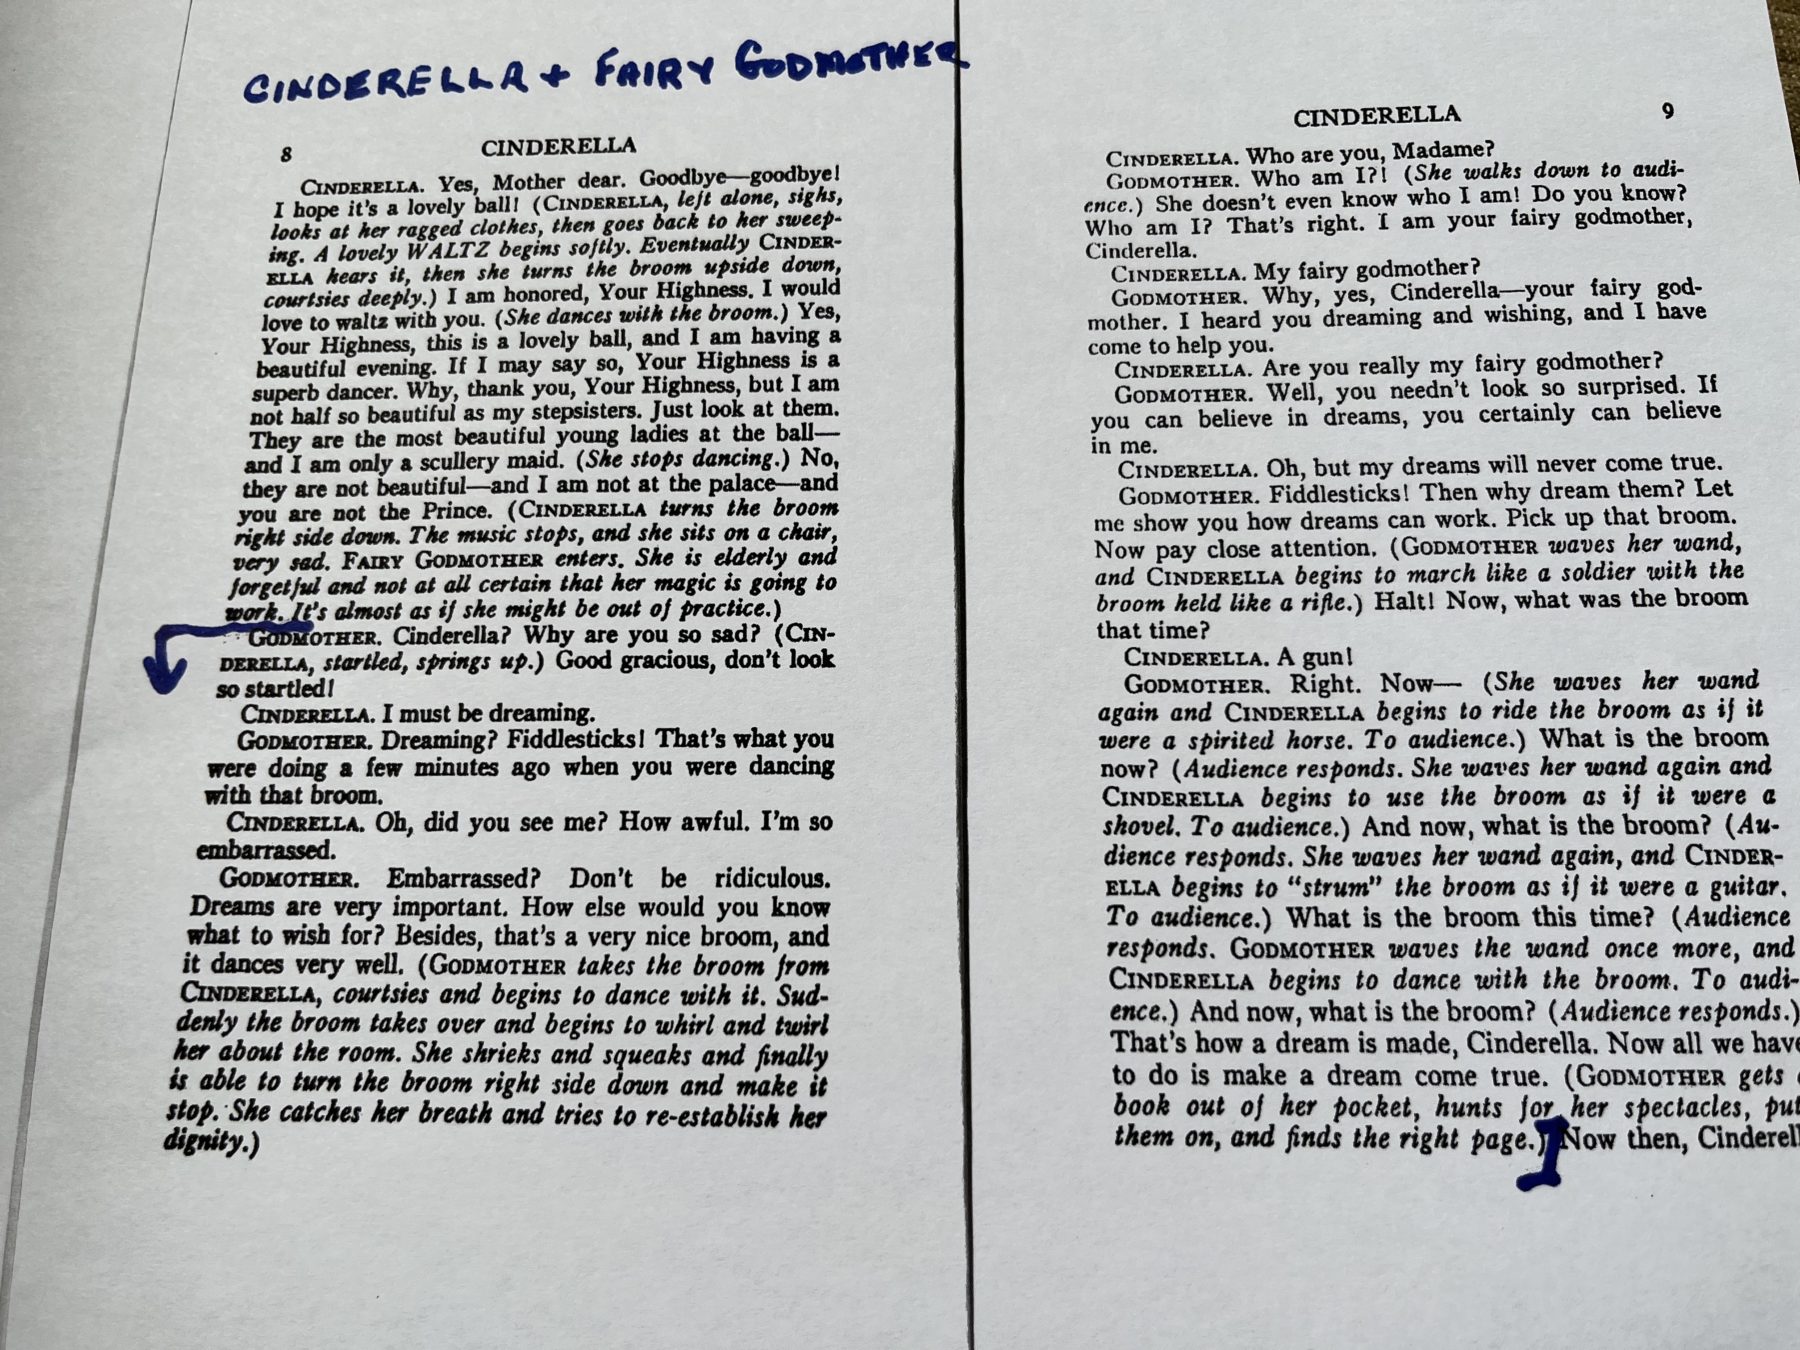 CINDERELLA + FAIRY GODMOTHER
8 CINDERELLA
CINDERELLA. Yes, Mother dear. Goodbye—goodbye!
I hope it's a lovely ball! (CINDERELLA, left alone, sighs,
looks at her ragged clothes, then goes back to her sweep-
ing. A lovely WALTZ begins softly. Eventually CINDER-
ELLA hears it, then she turns the broom upside down,
courtsies deeply.) I am honored, Your Highness. I would
love to waltz with you. (She dances with the broom.) Yes,
Your Highness, this is a lovely ball, and I am having a
beautiful evening. If I may say so, Your Highness is a
superb dancer. Why, thank you, Your Highness, but I am
not half so beautiful as my stepsisters. Just look at them.
They are the most beautiful young ladies at the ball—
and I am only a scullery maid. (She stops dancing.) No,
they are not beautiful—and I am not at the palace—and
you are not the Prince. (CINDERELLA turns the broom
right side down. The music stops, and she sits on a chair,
very sad. FAIRY GODMOTHER enters. She is elderly and
forgetful and not at all certain that her magic is going to
work. It's almost as if she might be out of practice.)
GODMOTHER. Cinderella? Why are you so sad? (CIN-
DERELLA, startled, springs up.) Good gracious, don't look
so startled!
CINDERELLA. I must be dreaming.
GODMOTHER. Dreaming? Fiddlesticks! That's what you
were doing a few minutes ago when you were dancing
with that broom.
CINDERELLA. Oh, did you see me? How awful. I'm so
embarrassed.
GODMOTHER. Embarrassed? Don't be ridiculous.
Dreams are very important. How else would you know
what to wish for? Besides, that's a very nice broom, and
it dances very well. (GODMOTHER takes the broom from
CINDERELLA, courtsies and begins to dance with it. Sud-
denly the broom takes over and begins to whirl and twirl
her about the room. She shrieks and squeaks and finally
is able to turn the broom right side down and make it
stop. She catches her breath and tries to re-establish her
dignity.)
CINDERELLA 9
CINDERELLA. Who are you, Madame?
GODMOTHER. Who am I?! (She walks down to audi-
ence.) She doesn't even know who I am! Do you know?
Who am I? That's right. I am your fairy godmother,
Cinderella.
CINDERELLA. My fairy godmother?
GODMOTHER. Why, yes, Cinderella—your fairy god-
mother. I heard you dreaming and wishing, and I have
come to help you.
CINDERELLA. Are you really my fairy godmother?
GODMOTHER. Well, you needn't look so surprised. If
you can believe in dreams, you certainly can believe
in me.
CINDERELLA. Oh, but my dreams will never come true.
GODMOTHER. Fiddlesticks! Then why dream them? Let
me show you how dreams can work. Pick up that broom.
Now pay close attention. (GODMOTHER waves her wand,
and CINDERELLA begins to march like a soldier with the
broom held like a rifle.) Halt! Now, what was the broom
that time?
CINDERELLA. A gun!
GODMOTHER. Right. Now— (She waves her wand
again and CINDERELLA begins to ride the broom as if it
were a spirited horse. To audience.) What is the broom
now? (Audience responds. She waves her wand again and
CINDERELLA begins to use the broom as if it were a
shovel. To audience.) And now, what is the broom? (Au-
dience responds. She waves her wand again, and CINDER-
ELLA begins to "strum" the broom as if it were a guitar.
To audience.) What is the broom this time? (Audience
responds. GODMOTHER waves the wand once more, and
CINDERELLA begins to dance with the broom. To audi-
ence.) And now, what is the broom? (Audience responds.)
That's how a dream is made, Cinderella. Now all we have
to do is make a dream come true. (GODMOTHER gets
book out of her pocket, hunts for her spectacles, put
them on, and finds the right page.) Now then, Cinderell